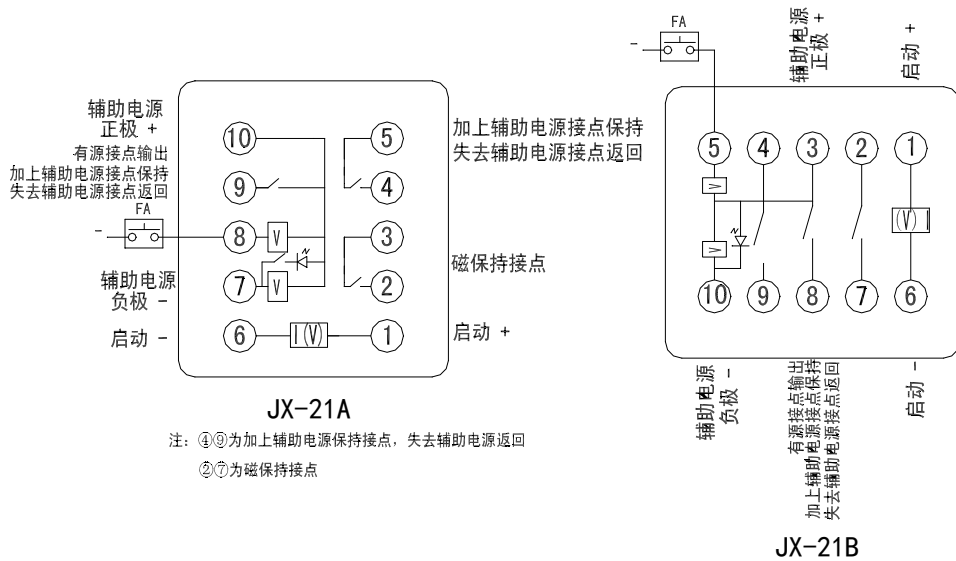 辅助电源
正极 +
有源接点输出
加上辅助电源接点保持
失去辅助电源接点返回
FA
-
辅助电源
负极 -
启动 -
10
9
8
7
6
V
V
I(V)
5
4
3
2
1
加上辅助电源接点保持
失去辅助电源接点返回
磁保持接点
启动 +
JX-21A
注: ④⑨为加上辅助电源保持接点, 失去辅助电源返回
②⑦为磁保持接点
FA
-
辅助电源
正极 +
启动 +
5
4
3
2
1
V
V
(V) I
10
9
8
7
6
辅助电源
负极 -
有源接点输出
加上辅助电源接点保持
失去辅助电源接点返回
启动 -
JX-21B